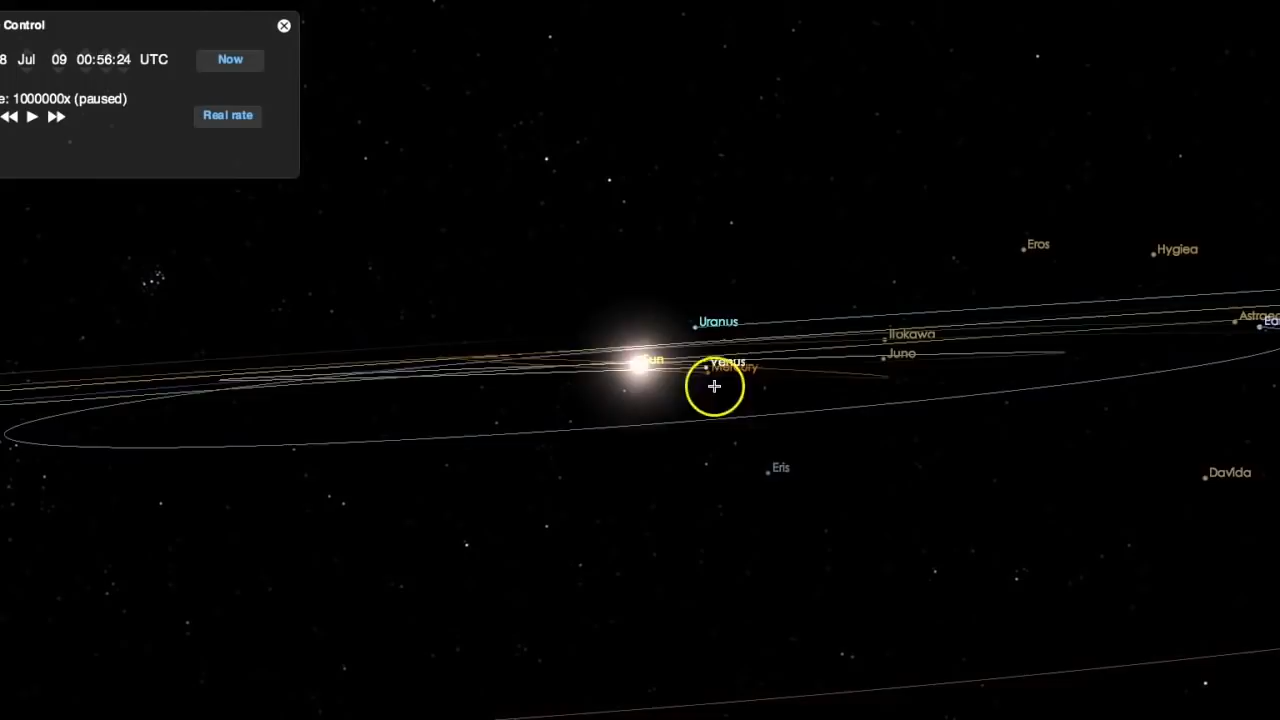 Control
8 Jul 09 00:56:24 UTC
Now
e: 1000000x (paused)
Real rate
Eros
Hygiea
Uranus
Itokawa
Juno
Venus
Mercury
Eris
Davida